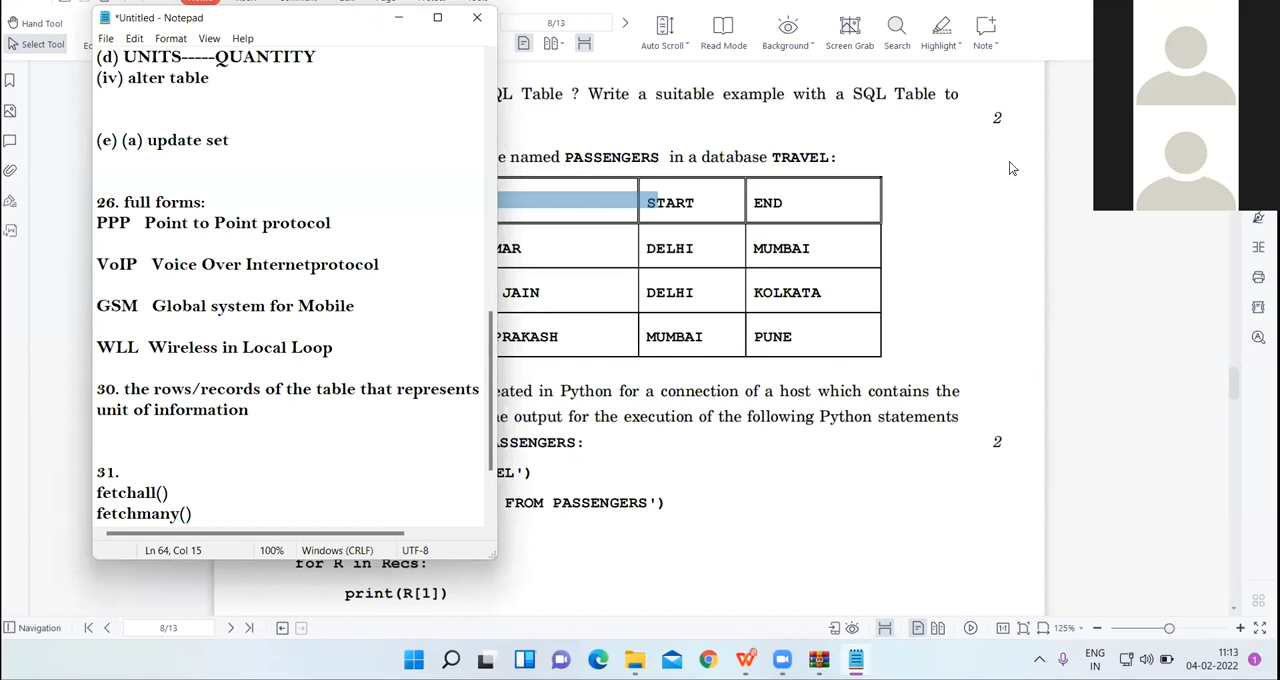 Hand Tool
Select Tool
*Untitled - Notepad
File Edit Format View Help
(d) UNITS-----QUANTITY
(iv) alter table
(e) (a) update set
26. full forms:
PPP Point to Point protocol
VoIP Voice Over Internetprotocol
GSM Global system for Mobile
WLL Wireless in Local Loop
30. the rows/records of the table that represents
unit of information
31.
fetchall()
fetchmany()
Ln 64, Col 15 100% Windows (CRLF) UTF-8
8/13
Auto Scroll Read Mode Background Screen Grab Search Highlight Note
QL Table ? Write a suitable example with a SQL Table to
2
e named PASSENGERS in a database TRAVEL:
START END
MAR DELHI MUMBAI
JAIN DELHI KOLKATA
PRAKASH MUMBAI PUNE
eated in Python for a connection of a host which contains the
e output for the execution of the following Python statements
ASSENGERS:
2
EL')
FROM PASSENGERS')
for R in Recs:
print(R[1])
Navigation 8/13 125%
ENG
IN
11:13
04-02-2022
1